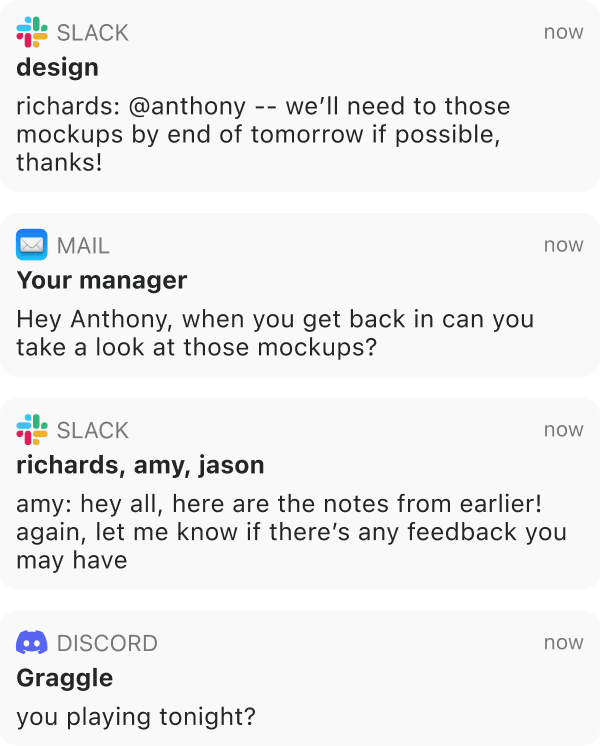 SLACK now
design
richards: @anthony -- we’ll need to those
mockups by end of tomorrow if possible,
thanks!
MAIL now
Your manager
Hey Anthony, when you get back in can you
take a look at those mockups?
SLACK now
richards, amy, jason
amy: hey all, here are the notes from earlier!
again, let me know if there’s any feedback you
may have
DISCORD now
Graggle
you playing tonight?